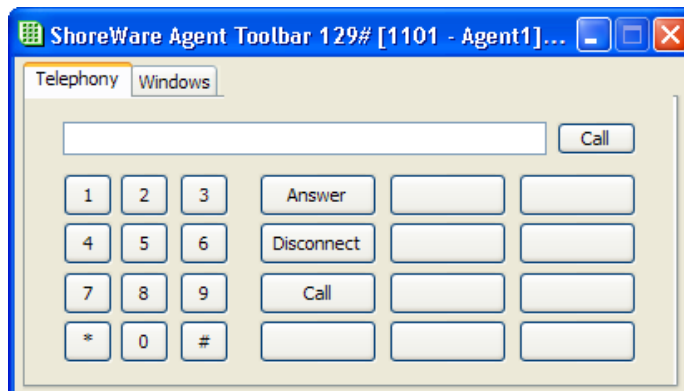 ShoreWare Agent Toolbar 129# [1101 - Agent1]...
Telephony Windows
Call
1 2 3 Answer
4 5 6 Disconnect
7 8 9 Call
* 0 #